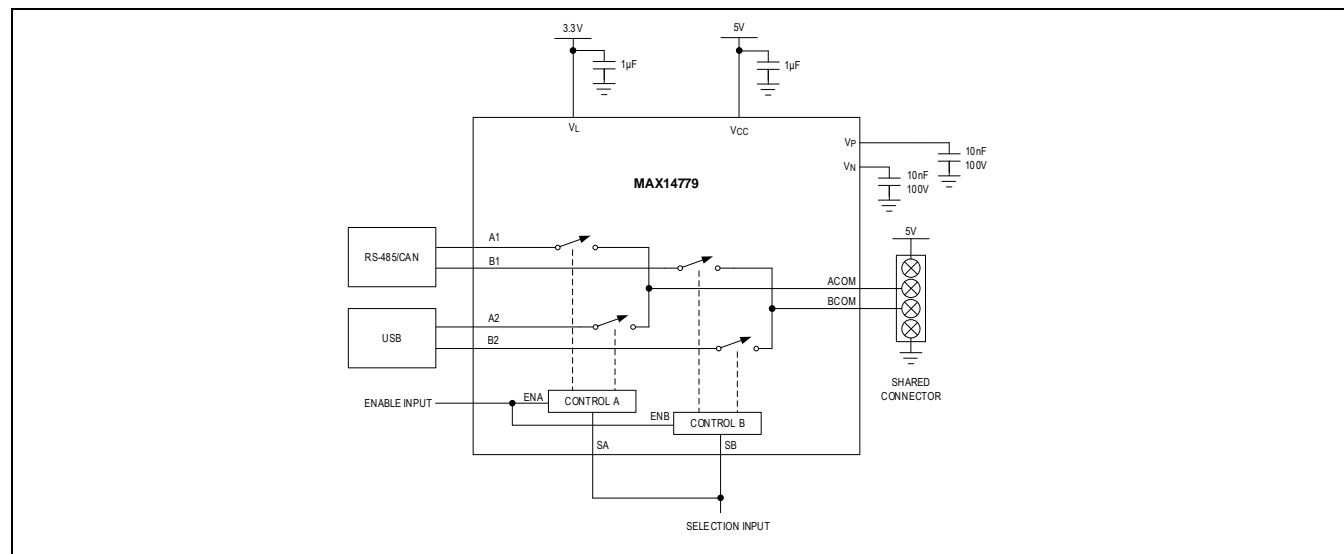 3.3V
1µF
5V
1µF
VL
VCC
VP
10nF
100V
VN
10nF
100V
MAX14779
5V
RS-485/CAN
A1
B1
ACOM
BCOM
USB
A2
B2
SHARED
CONNECTOR
ENABLE INPUT
ENA
CONTROL A
ENB
CONTROL B
SA
SB
SELECTION INPUT